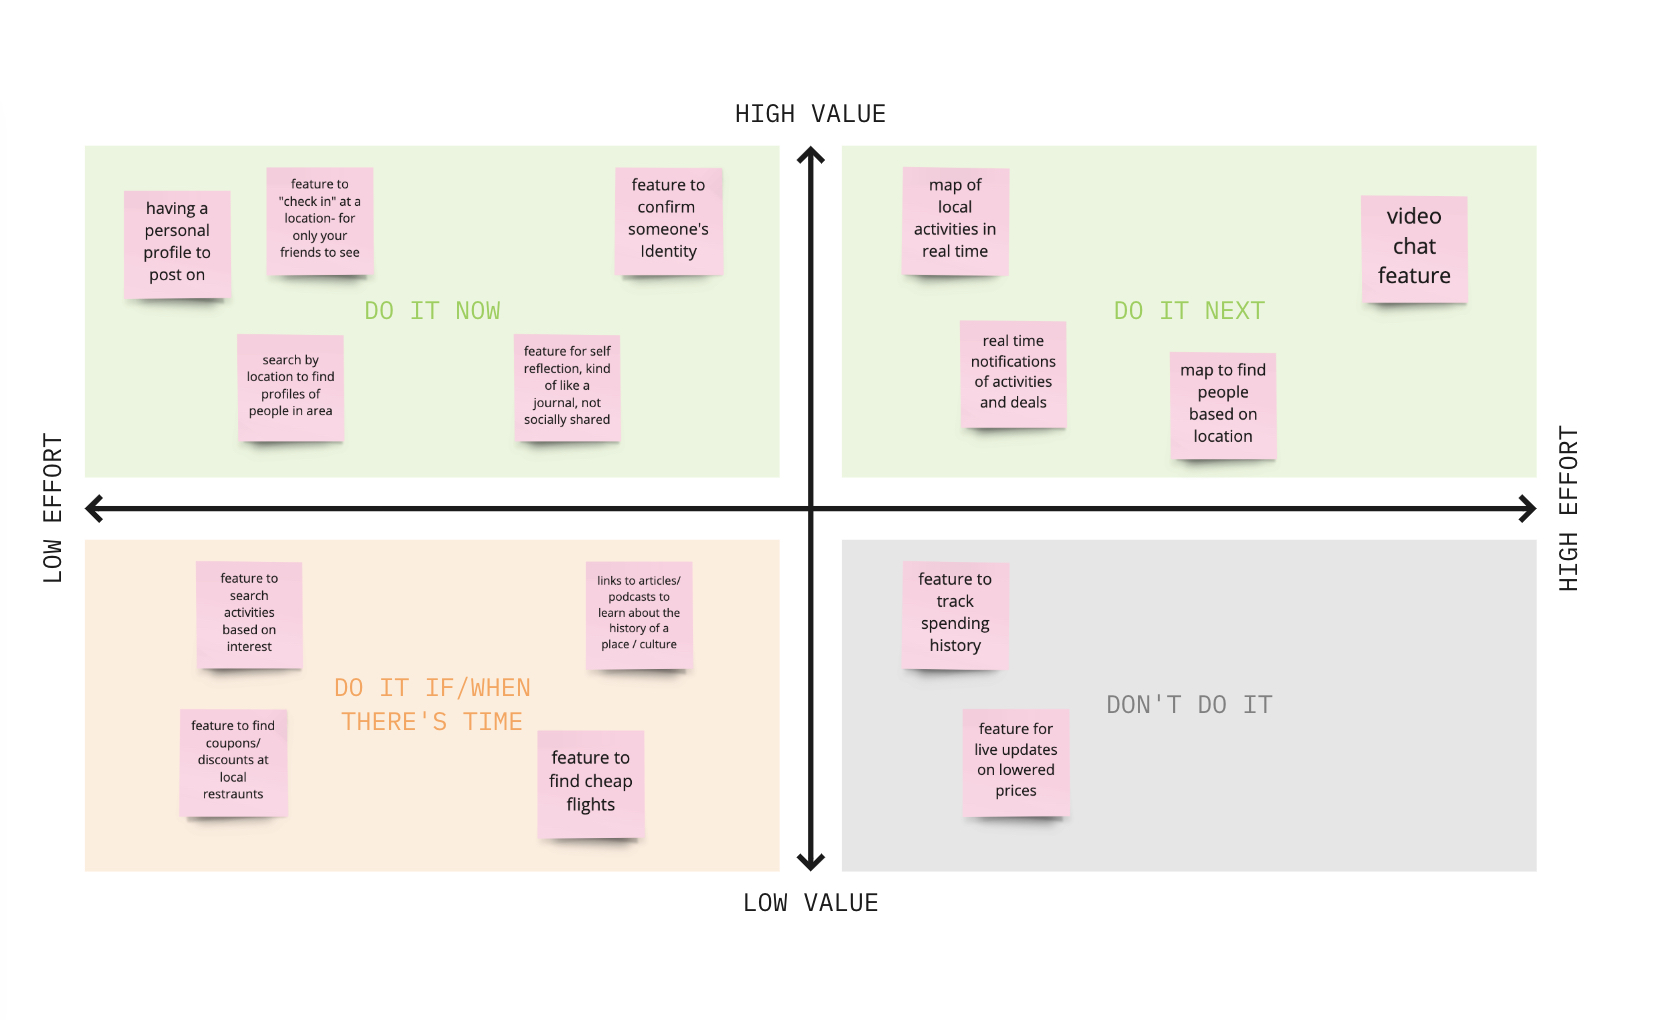 HIGH VALUE
having a
personal
profile to
post on
feature to
"check in" at a
location- for
only your
friends to see
feature to
confirm
someone's
Identity
DO IT NOW
search by
location to find
profiles of
people in area
feature for self
reflection, kind
of like a
journal, not
socially shared
map of
local
activities in
real time
video
chat
feature
DO IT NEXT
real time
notifications
of activities
and deals
map to find
people
based on
location
LOW EFFORT
HIGH EFFORT
feature to
search
activities
based on
interest
links to articles/
podcasts to
learn about the
history of a
place / culture
DO IT IF/WHEN
THERE'S TIME
feature to find
coupons/
discounts at
local
restraunts
feature to
find cheap
flights
feature to
track
spending
history
DON'T DO IT
feature for
live updates
on lowered
prices
LOW VALUE